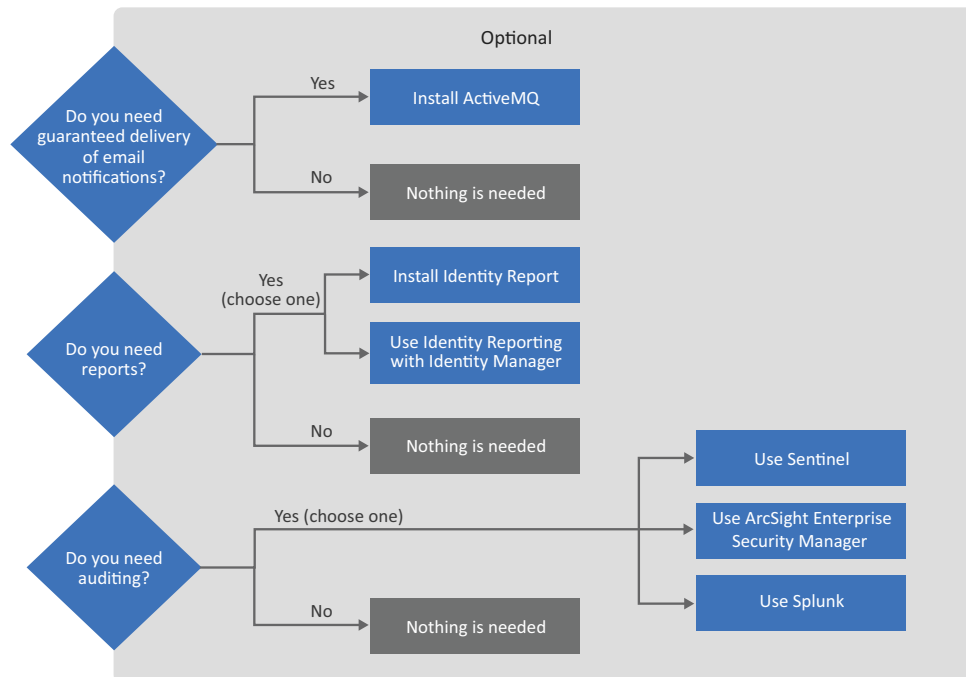 Optional
Do you need
guaranteed delivery
of email
notifications?
Yes
Install ActiveMQ
No
Nothing is needed
Do you need
reports?
Yes
(choose one)
Install Identity Report
Use Identity Reporting
with Identity Manager
No
Nothing is needed
Do you need
auditing?
Yes (choose one)
Use Sentinel
Use ArcSight Enterprise
Security Manager
Use Splunk
No
Nothing is needed